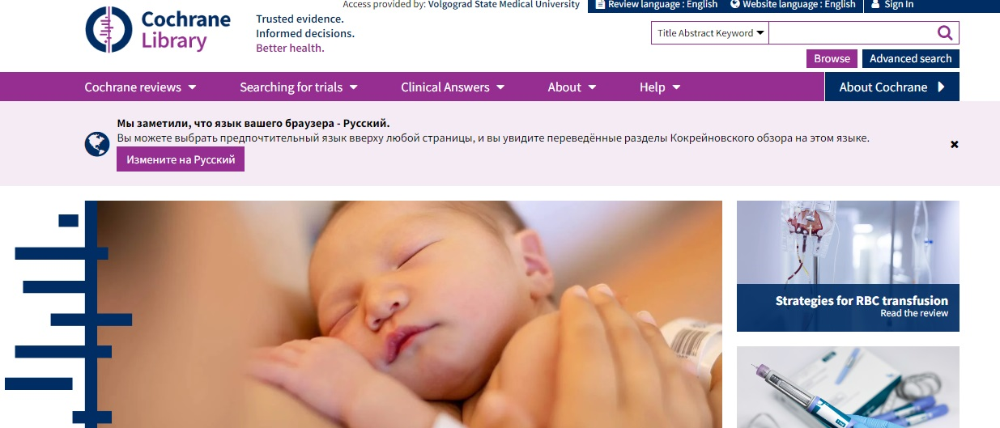 Access provided by: Volgograd State Medical University
Review language : English
Website language : English
Sign In
Cochrane
Library
Trusted evidence.
Informed decisions.
Better health.
Title Abstract Keyword
Browse
Advanced search
Cochrane reviews
Searching for trials
Clinical Answers
About
Help
About Cochrane
Мы заметили, что язык вашего браузера - Русский.
Вы можете выбрать предпочтительный язык вверху любой страницы, и вы увидите переведённые разделы Кокрейновского обзора на этом языке.
Измените на Русский
Strategies for RBC transfusion
Read the review